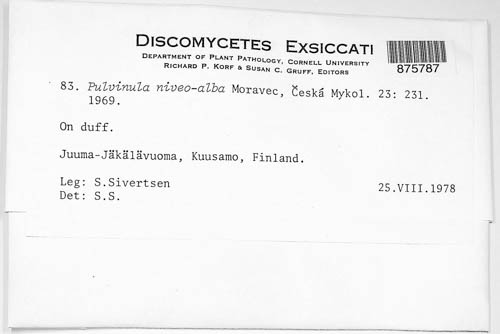 Discomycetes Exsiccati
Department of Plant Pathology, Cornell University
Richard P. Korf & Susan C. Gruff, Editors
875787
83. Pulvinula niveo-alba Moravec, Česká Mykol. 23: 231.
1969.
On duff.
Juuma-Jäkälävuoma, Kuusamo, Finland.
Leg: S.Sivertsen 25.VIII.1978
Det: S.S.